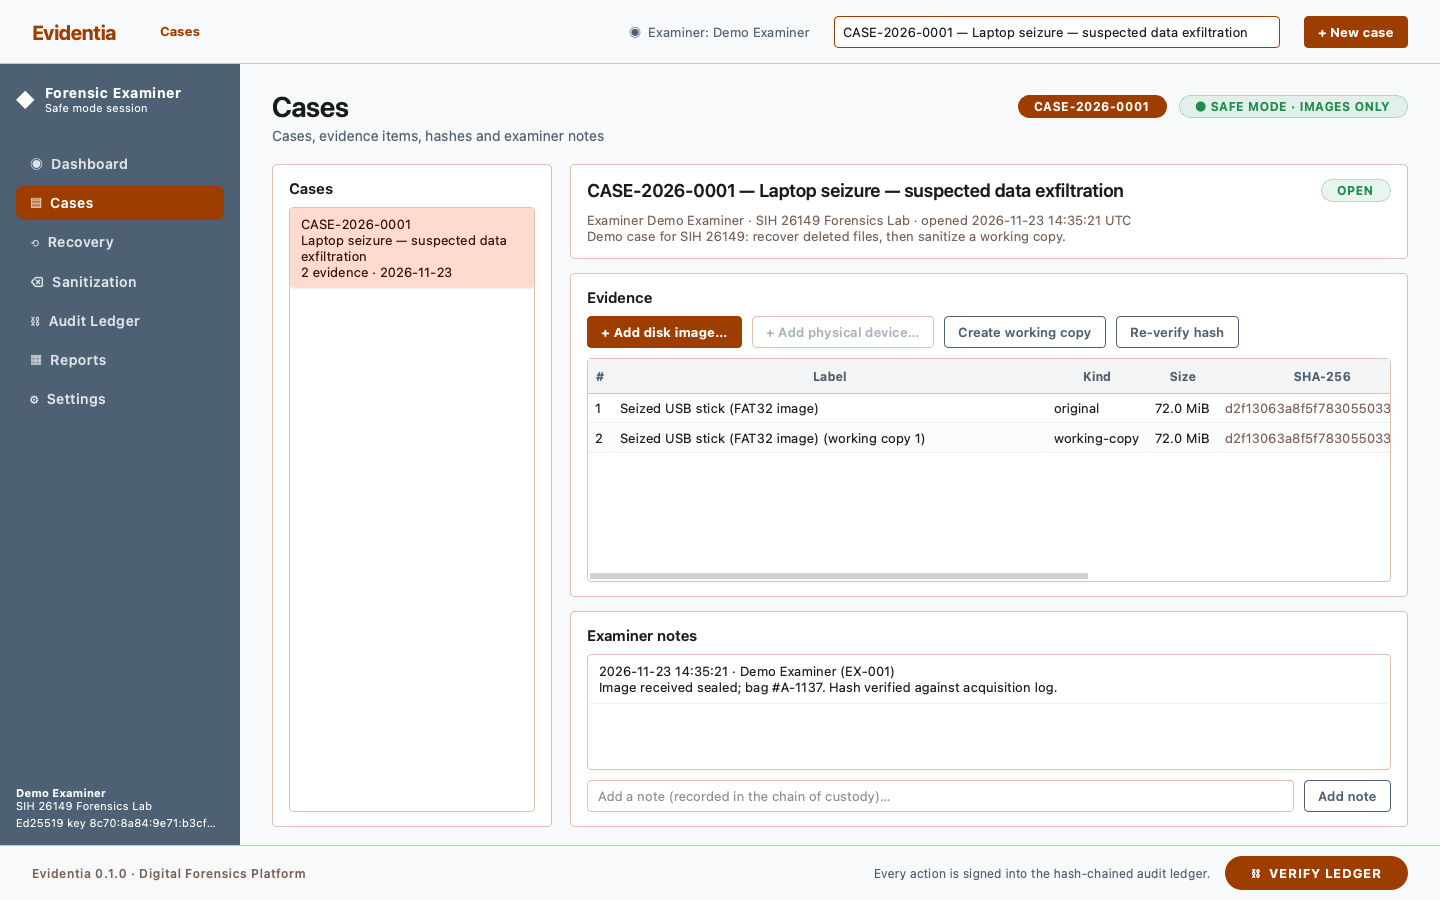 Evidentia
Cases
Examiner: Demo Examiner
CASE-2026-0001 — Laptop seizure — suspected data exfiltration
+ New case
Forensic Examiner
Safe mode session
Dashboard
Cases
Recovery
Sanitization
Audit Ledger
Reports
Settings
Demo Examiner
SIH 26149 Forensics Lab
Ed25519 key 8c70:8a84:9e71:b3cf…
Cases
Cases, evidence items, hashes and examiner notes
CASE-2026-0001
SAFE MODE · IMAGES ONLY
Cases
CASE-2026-0001
Laptop seizure — suspected data
exfiltration
2 evidence · 2026-11-23
CASE-2026-0001 — Laptop seizure — suspected data exfiltration
OPEN
Examiner Demo Examiner · SIH 26149 Forensics Lab · opened 2026-11-23 14:35:21 UTC
Demo case for SIH 26149: recover deleted files, then sanitize a working copy.
Evidence
+ Add disk image…
+ Add physical device…
Create working copy
Re-verify hash
# Label Kind Size SHA-256
1 Seized USB stick (FAT32 image) original 72.0 MiB d2f13063a8f5f783055033
2 Seized USB stick (FAT32 image) (working copy 1) working-copy 72.0 MiB d2f13063a8f5f783055033
Examiner notes
2026-11-23 14:35:21 · Demo Examiner (EX-001)
Image received sealed; bag #A-1137. Hash verified against acquisition log.
Add a note (recorded in the chain of custody)…
Add note
Evidentia 0.1.0 · Digital Forensics Platform
Every action is signed into the hash-chained audit ledger.
VERIFY LEDGER